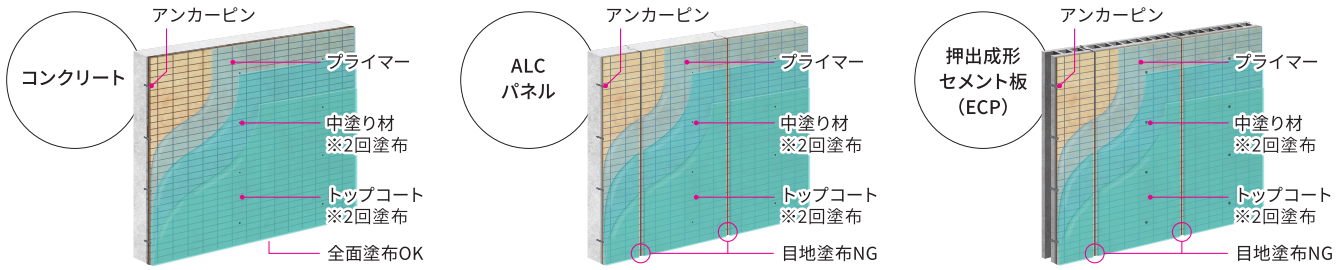 コンクリート
アンカーピン
プライマー
中塗り材
※2回塗布
トップコート
※2回塗布
全面塗布OK
ALC
パネル
アンカーピン
プライマー
中塗り材
※2回塗布
トップコート
※2回塗布
目地塗布NG
押出成形
セメント板
（ECP）
アンカーピン
プライマー
中塗り材
※2回塗布
トップコート
※2回塗布
目地塗布NG